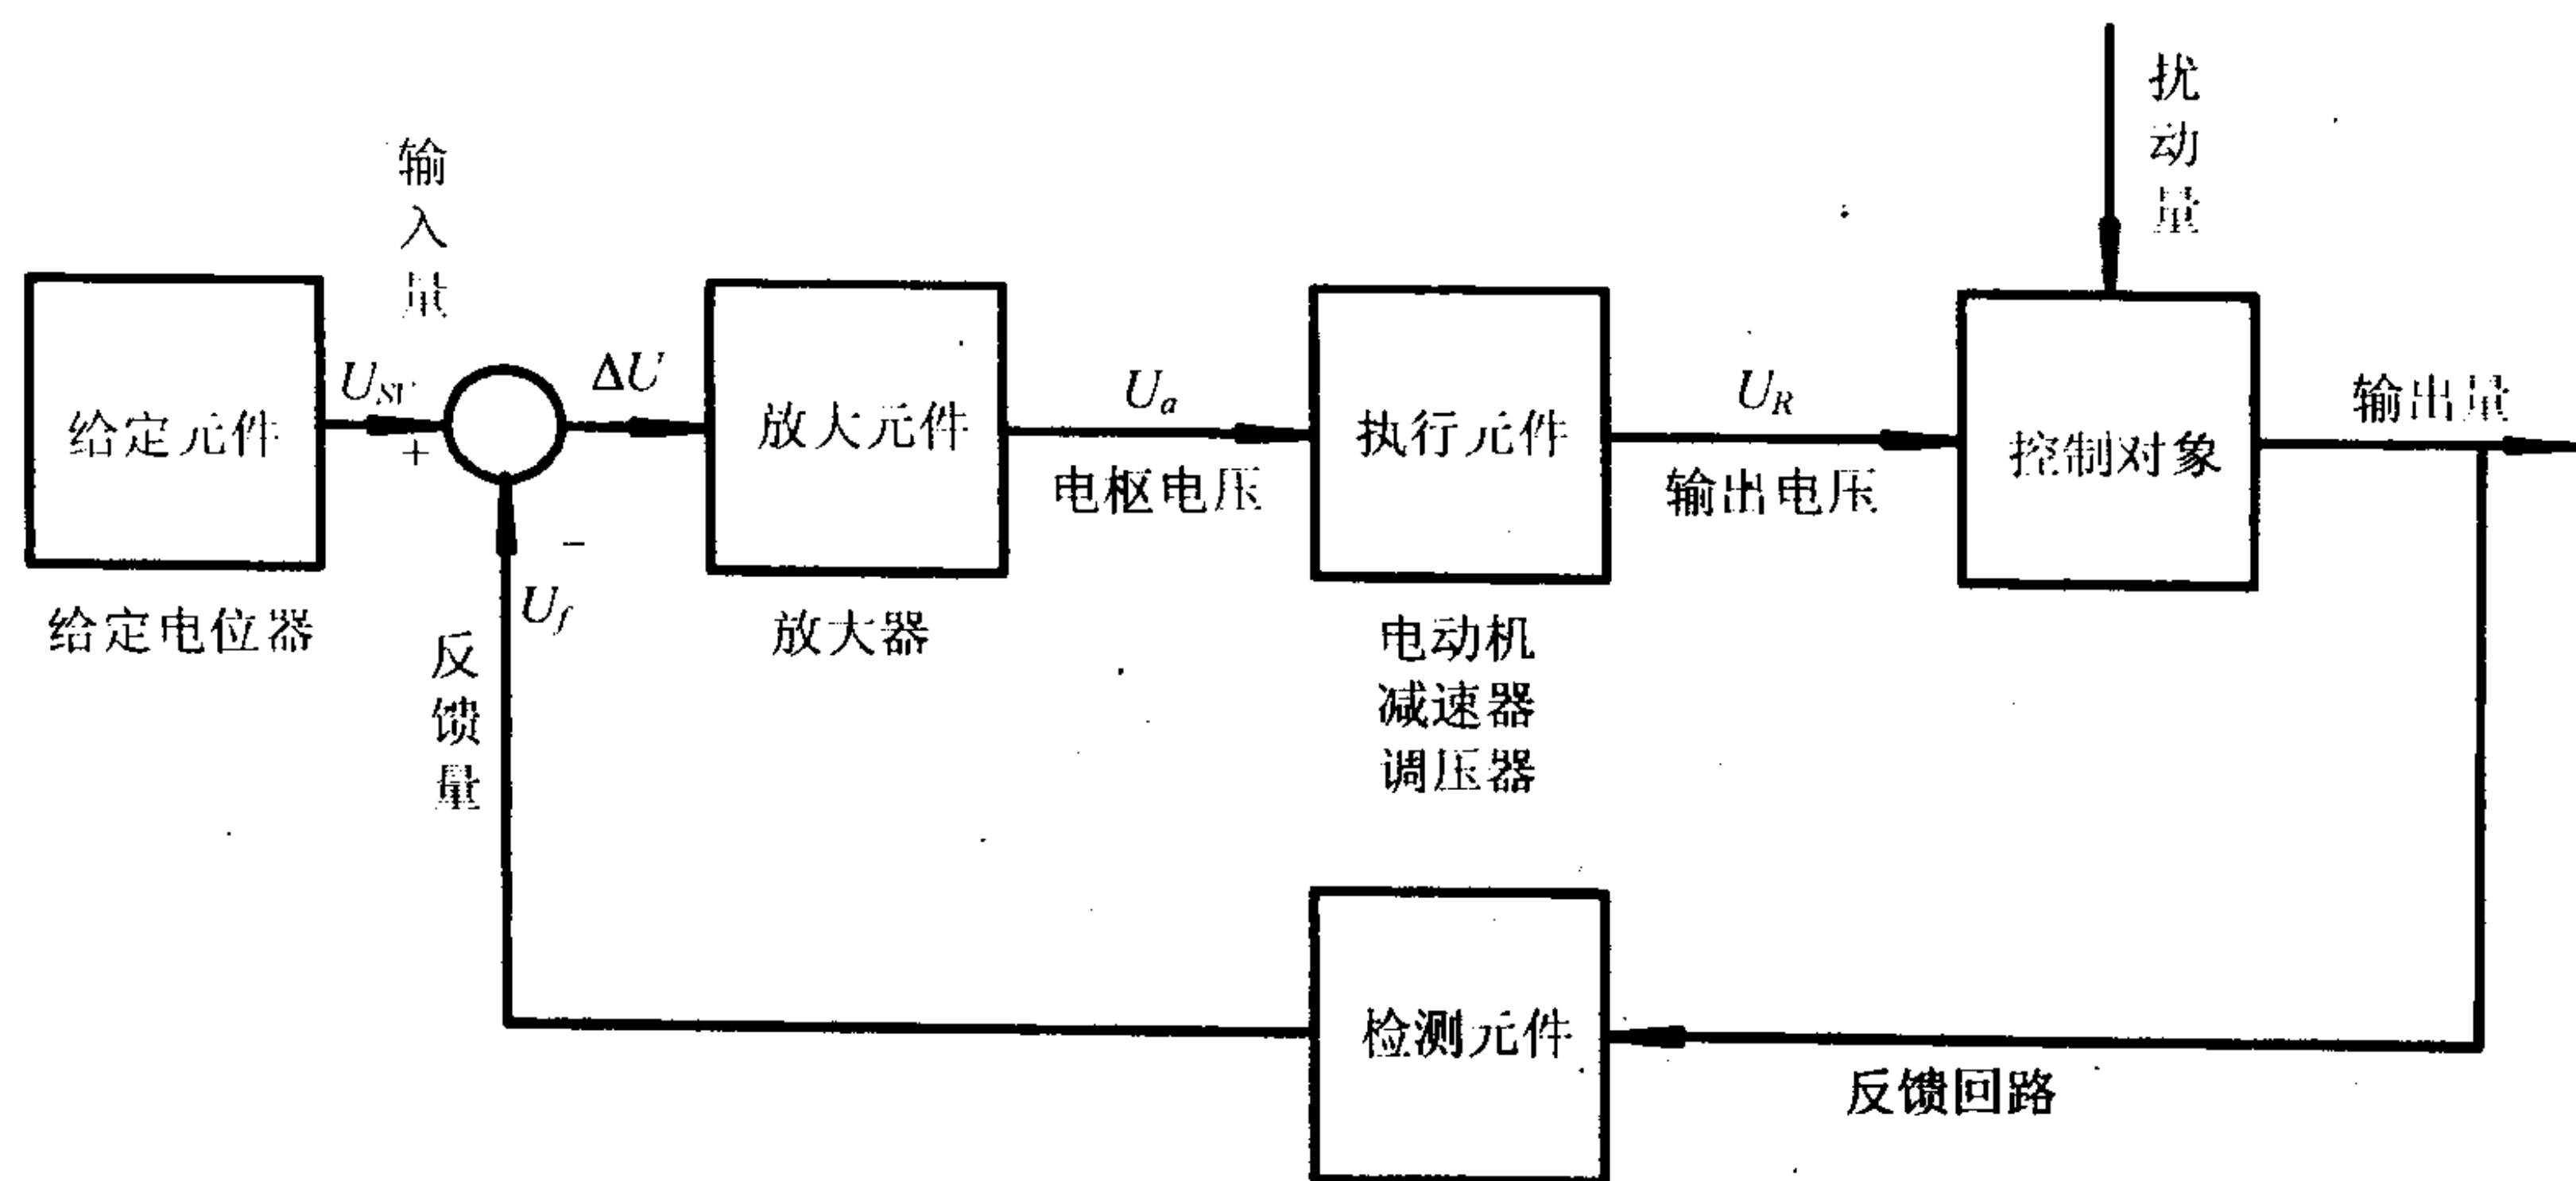 扰动量
输入量
U_ST
+
ΔU
U_a
U_R
输出量
给定元件
放大元件
执行元件
控制对象
电枢电压
输出电压
−
U_f
给定电位器
反馈量
放大器
电动机
减速器
调压器
检测元件
反馈回路